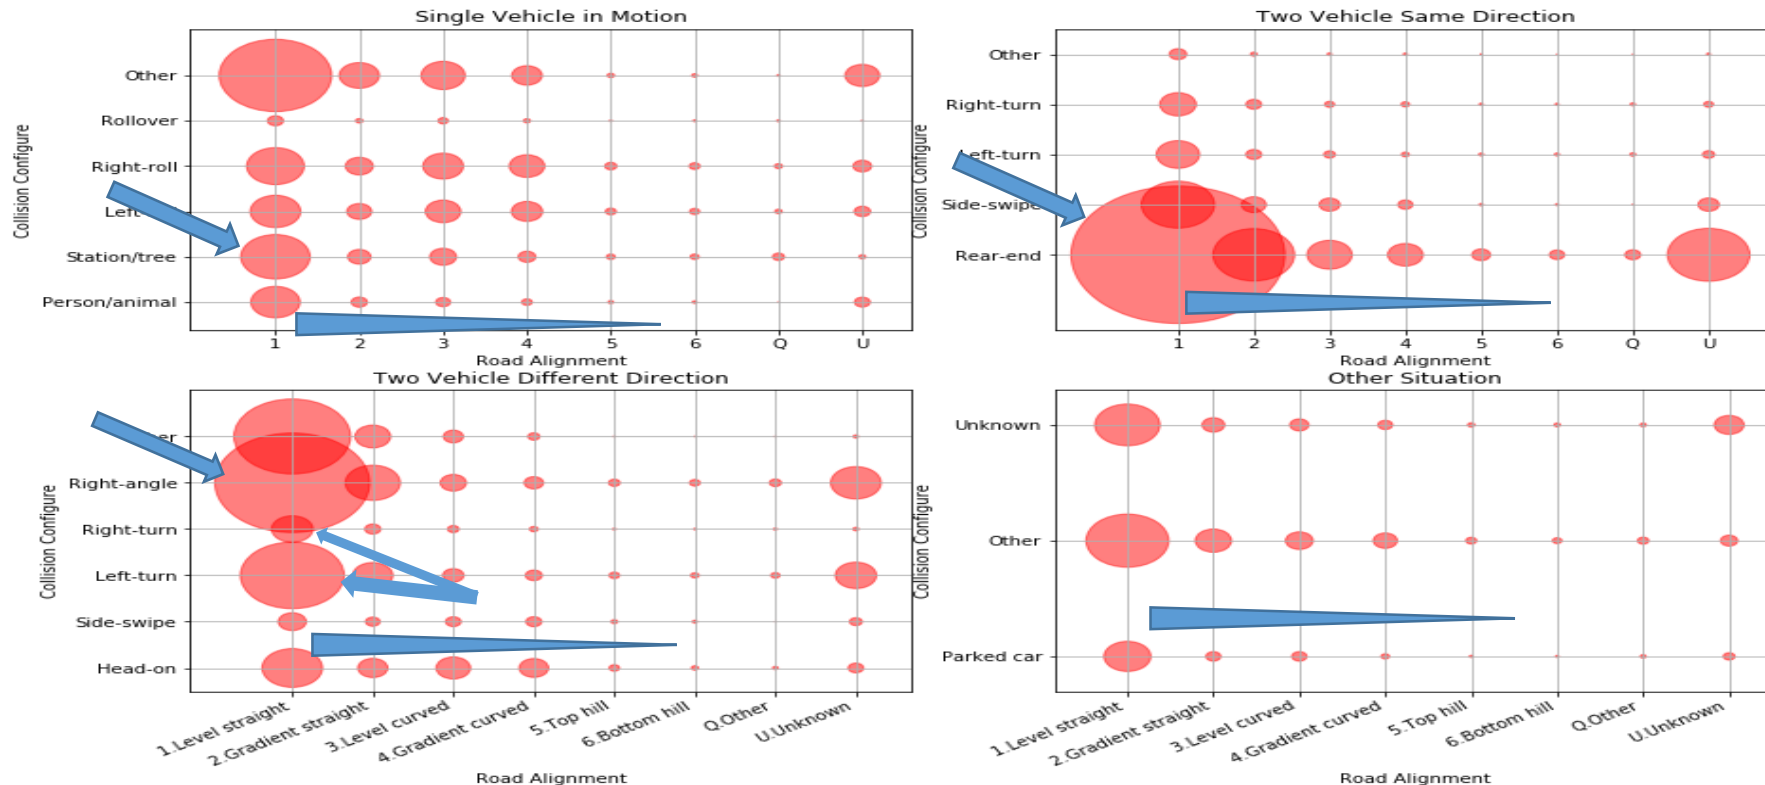 Single Vehicle in Motion
Collision Configure
Other
Rollover
Right-roll
Station/tree
Person/animal
1 2 3 4 5 6 Q U
Road Alignment
Two Vehicle Same Direction
Collision Configure
Other
Right-turn
Left-turn
Side-swipe
Rear-end
1 2 3 4 5 6 Q U
Road Alignment
Two Vehicle Different Direction
Collision Configure
Right-angle
Right-turn
Left-turn
Side-swipe
Head-on
1.Level straight
2.Gradient straight
3.Level curved
4.Gradient curved
5.Top hill
6.Bottom hill
Q.Other
U.Unknown
Road Alignment
Other Situation
Collision Configure
Unknown
Other
Parked car
1.Level straight
2.Gradient straight
3.Level curved
4.Gradient curved
5.Top hill
6.Bottom hill
Q.Other
U.Unknown
Road Alignment